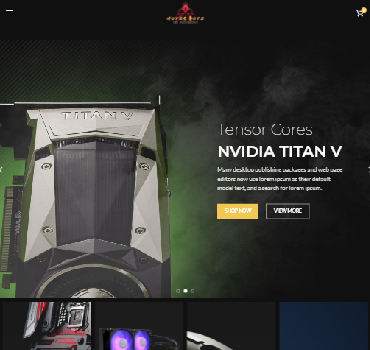 TITAN V
Tensor Cores
NVIDIA TITAN V
Many desktop publishing packages and web page
editors now use lorem ipsum as their default
model text, and a search for lorem ipsum.
SHOP NOW
VIEW MORE